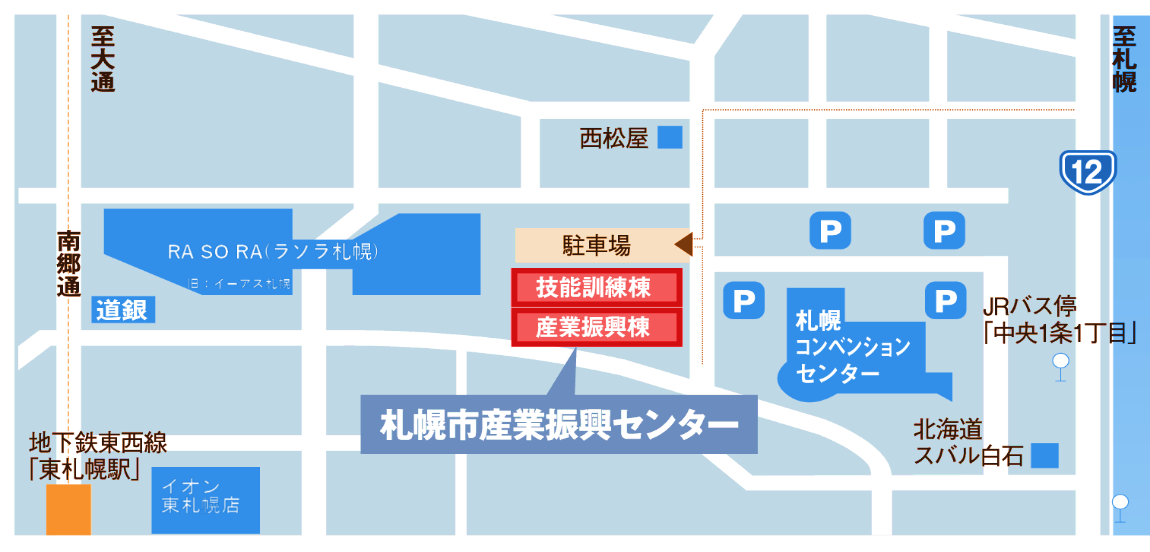 至大通
至札幌
西松屋
12
南郷通
RA SO RA(ラソラ札幌)
旧：イーアス札幌
駐車場
P
P
技能訓練棟
道銀
産業振興棟
P
P
札幌
コンベンション
センター
JRバス停
「中央1条1丁目」
札幌市産業振興センター
地下鉄東西線
「東札幌駅」
北海道
スバル白石
イオン
東札幌店